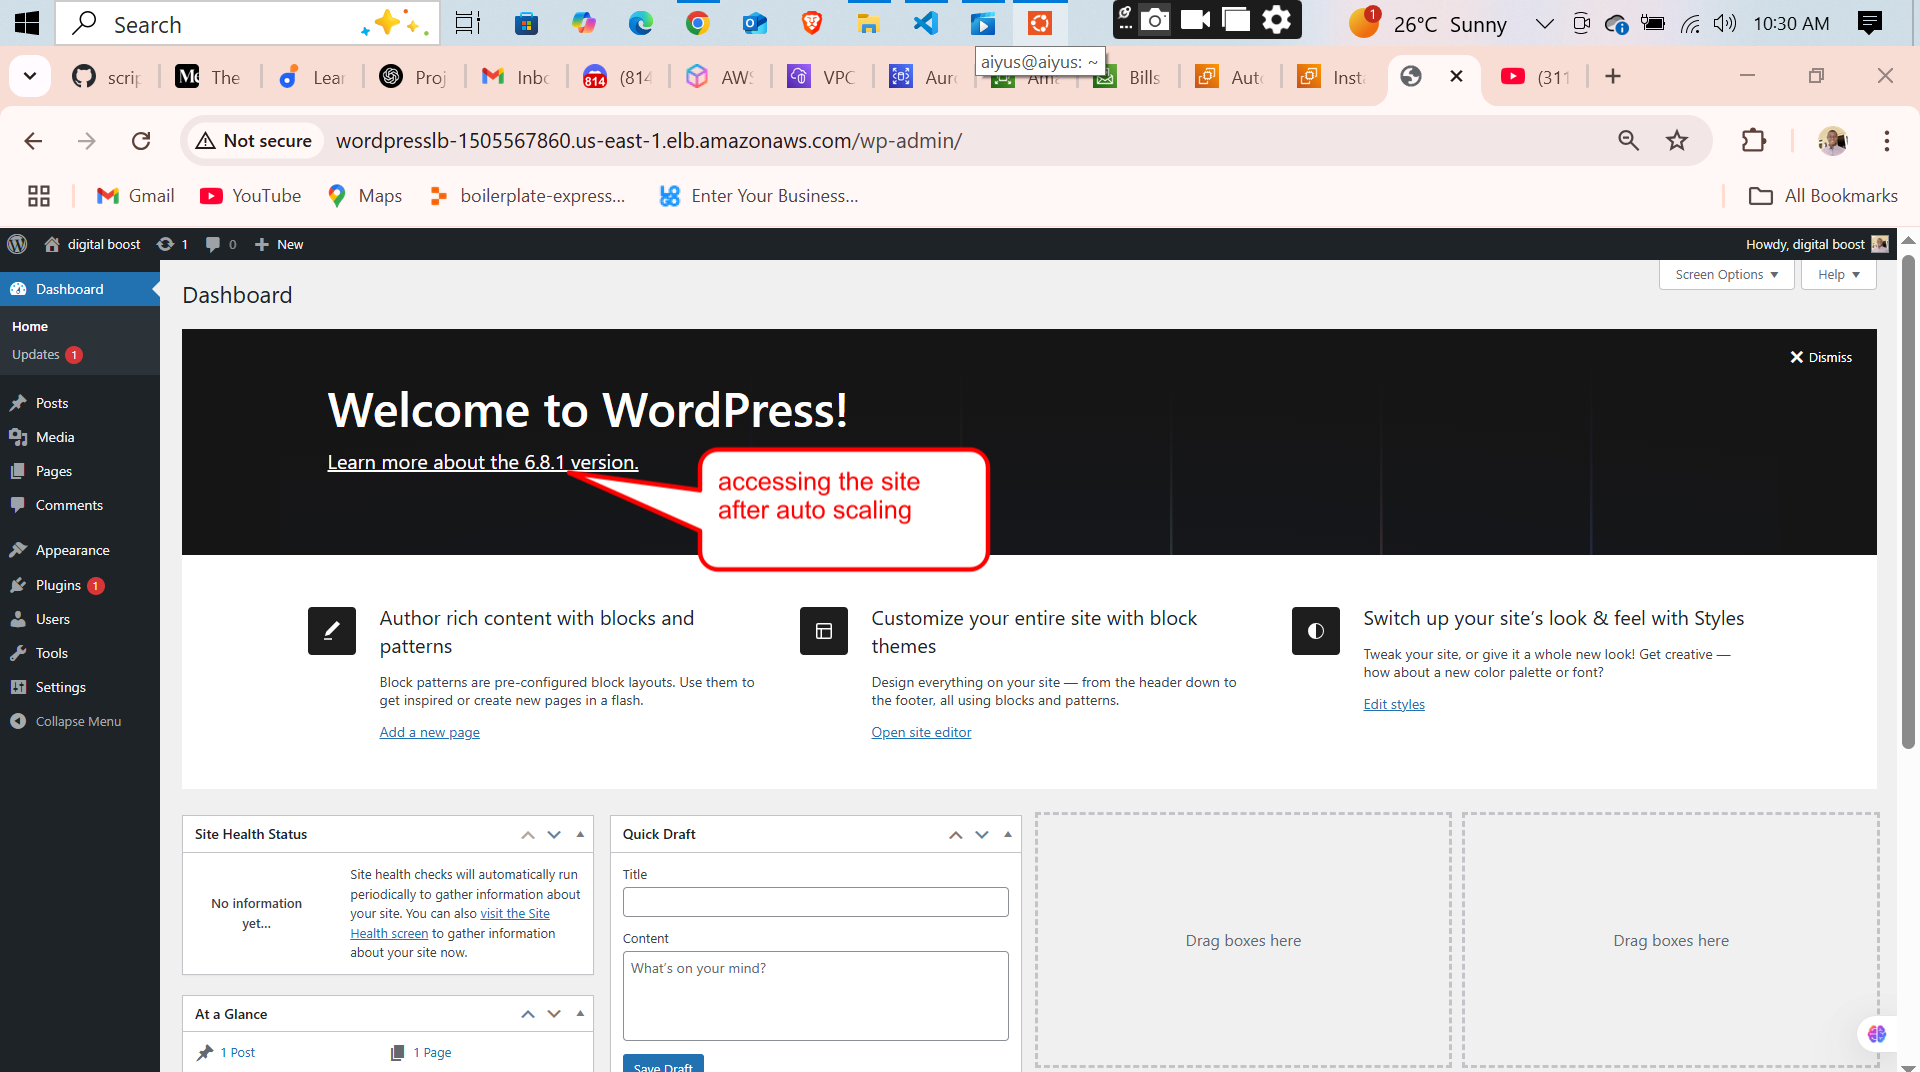 Search
26°C Sunny
1
10:30 AM
aiyus@aiyus: ~
scrip
The
Lear
Proj
Inbo
814
(814
AWS
VPC
Auro
Ama
Bills
Auto
Insta
(311
Not secure
wordpresslb-1505567860.us-east-1.elb.amazonaws.com/wp-admin/
Gmail
YouTube
Maps
boilerplate-express...
Enter Your Business...
All Bookmarks
digital boost
1
0
New
Howdy, digital boost
Dashboard
Home
Updates 1
Posts
Media
Pages
Comments
Appearance
Plugins 1
Users
Tools
Settings
Collapse Menu
Screen Options
Help
Dashboard
Dismiss
Welcome to WordPress!
Learn more about the 6.8.1 version.
accessing the site
after auto scaling
Author rich content with blocks and
patterns
Block patterns are pre-configured block layouts. Use them to
get inspired or create new pages in a flash.
Add a new page
Customize your entire site with block
themes
Design everything on your site — from the header down to
the footer, all using blocks and patterns.
Open site editor
Switch up your site’s look & feel with Styles
Tweak your site, or give it a whole new look! Get creative —
how about a new color palette or font?
Edit styles
Site Health Status
No information
yet...
Site health checks will automatically run
periodically to gather information about
your site. You can also visit the Site
Health screen to gather information
about your site now.
At a Glance
1 Post
1 Page
Quick Draft
Title
Content
What’s on your mind?
Save Draft
Drag boxes here
Drag boxes here